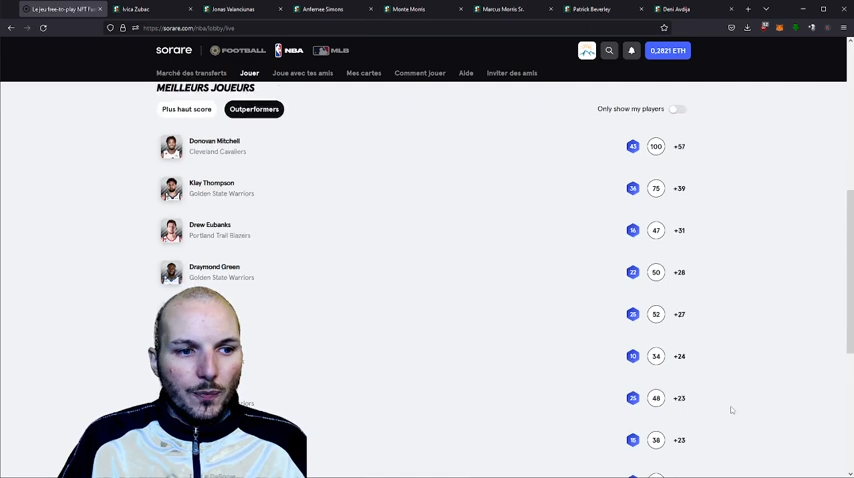 Le jeu free-to-play NFT Fan
Ivica Zubac
Jonas Valanciunas
Anfernee Simons
Monte Morris
Marcus Morris Sr.
Patrick Beverley
Deni Avdija
https://sorare.com/nba/lobby/live
sorare
FOOTBALL
NBA
MLB
0,2821 ETH
Marché des transferts
Jouer
Joue avec tes amis
Mes cartes
Comment jouer
Aide
Inviter des amis
MEILLEURS JOUEURS
Plus haut score
Outperformers
Only show my players
Donovan Mitchell
Cleveland Cavaliers
43 100 +57
Klay Thompson
Golden State Warriors
36 75 +39
Drew Eubanks
Portland Trail Blazers
16 47 +31
Draymond Green
Golden State Warriors
22 50 +28
25 52 +27
10 34 +24
25 48 +23
15 38 +23